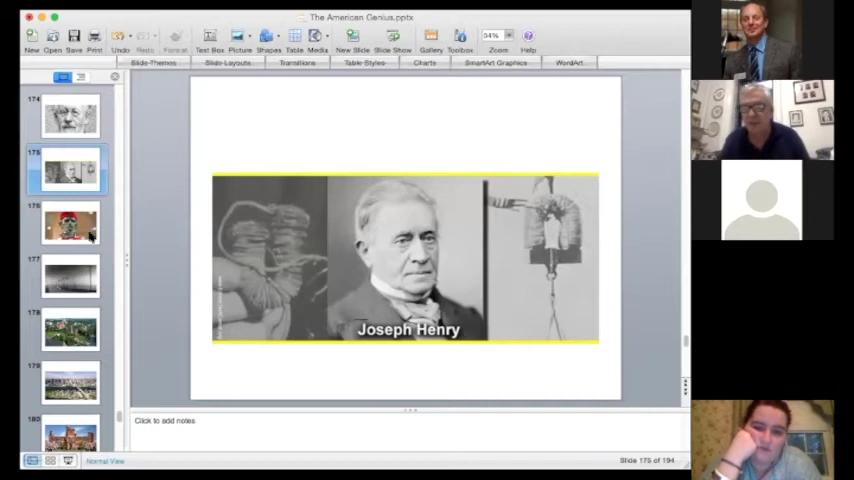 The American Genius.pptx
New Open Save Print Undo Redo Format Text Box Picture Shapes Table Media New Slide Slide Show Gallery Toolbox Zoom Help
94%
Slide Themes Slide Layouts Transitions Table Styles Charts SmartArt Graphics WordArt
174
175
176
177
178
179
180
Joseph Henry
Click to add notes
Normal View Slide 175 of 194